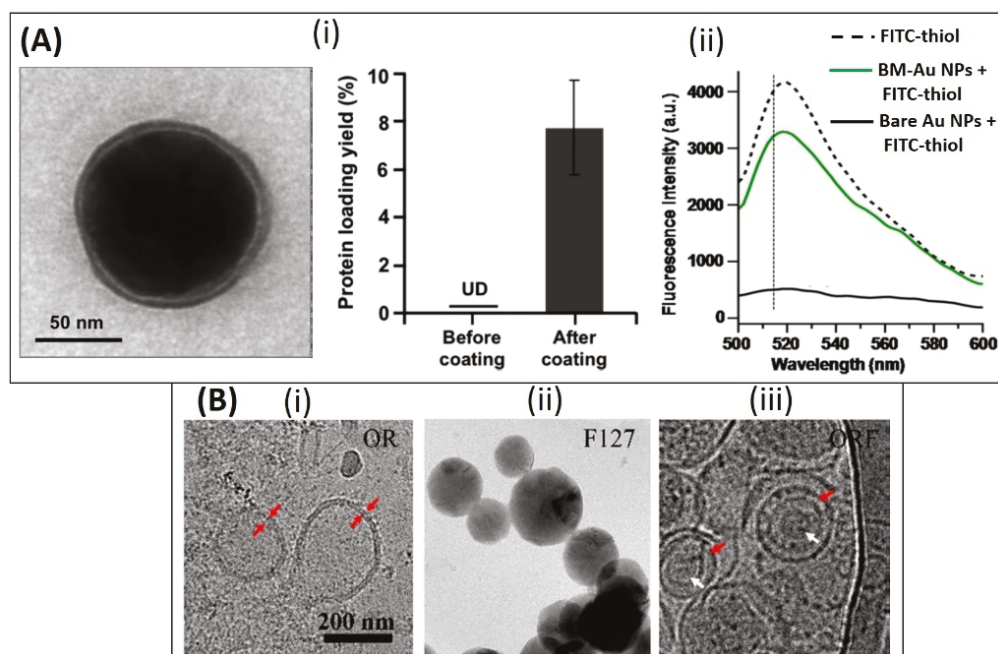 (A)
50 nm
(i)
Protein loading yield (%)
10
8
6
4
2
0
UD
Before
coating
After
coating
(ii)
FITC-thiol
BM-Au NPs +
FITC-thiol
Bare Au NPs +
FITC-thiol
Fluorescence Intensity (a.u.)
4000
3000
2000
1000
0
500 520 540 560 580 600
Wavelength (nm)
(B)
(i)
OR
200 nm
(ii)
F127
(iii)
ORF